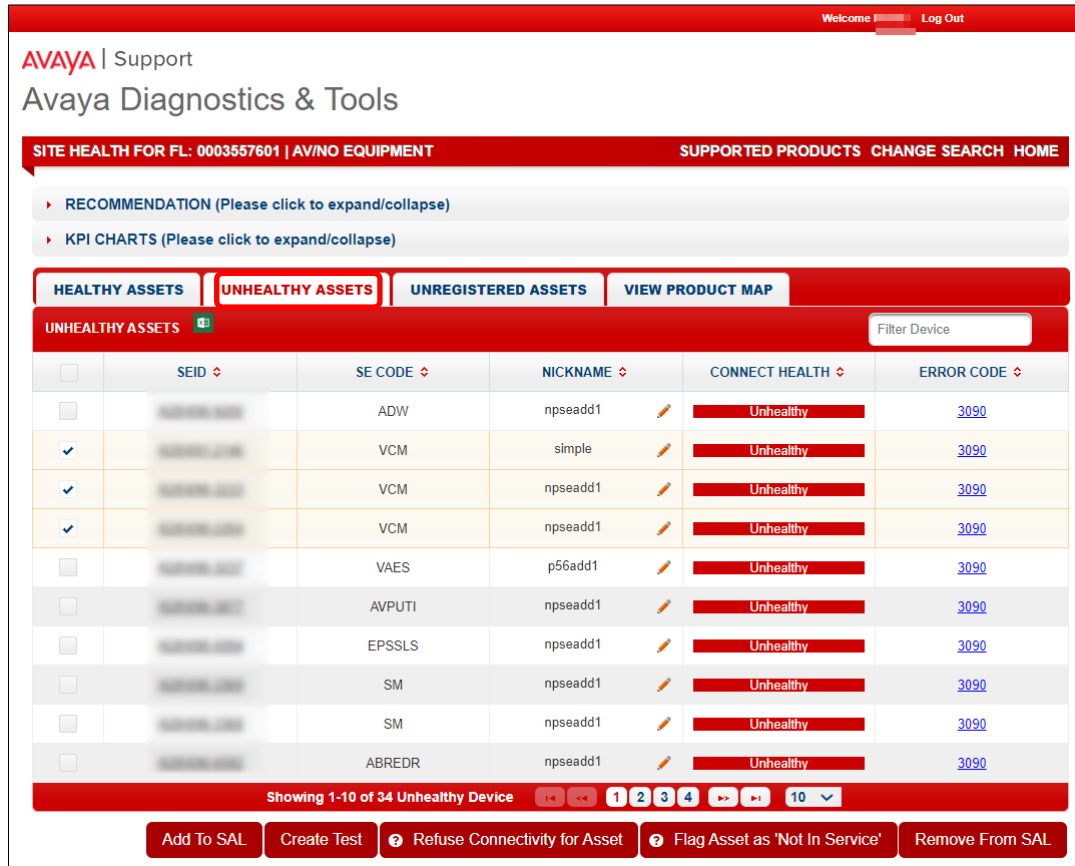 Welcome Log Out
AVAYA | Support
Avaya Diagnostics & Tools
SITE HEALTH FOR FL: 0003557601 | AV/NO EQUIPMENT SUPPORTED PRODUCTS CHANGE SEARCH HOME
RECOMMENDATION (Please click to expand/collapse)
KPI CHARTS (Please click to expand/collapse)
HEALTHY ASSETS UNHEALTHY ASSETS UNREGISTERED ASSETS VIEW PRODUCT MAP
UNHEALTHY ASSETS Filter Device
SEID SE CODE NICKNAME CONNECT HEALTH ERROR CODE
ADW npseadd1 Unhealthy 3090
VCM simple Unhealthy 3090
VCM npseadd1 Unhealthy 3090
VCM npseadd1 Unhealthy 3090
VAES p56add1 Unhealthy 3090
AVPUTI npseadd1 Unhealthy 3090
EPSSLS npseadd1 Unhealthy 3090
SM npseadd1 Unhealthy 3090
SM npseadd1 Unhealthy 3090
ABREDR npseadd1 Unhealthy 3090
Showing 1-10 of 34 Unhealthy Device 1 2 3 4 10
Add To SAL Create Test Refuse Connectivity for Asset Flag Asset as 'Not In Service' Remove From SAL